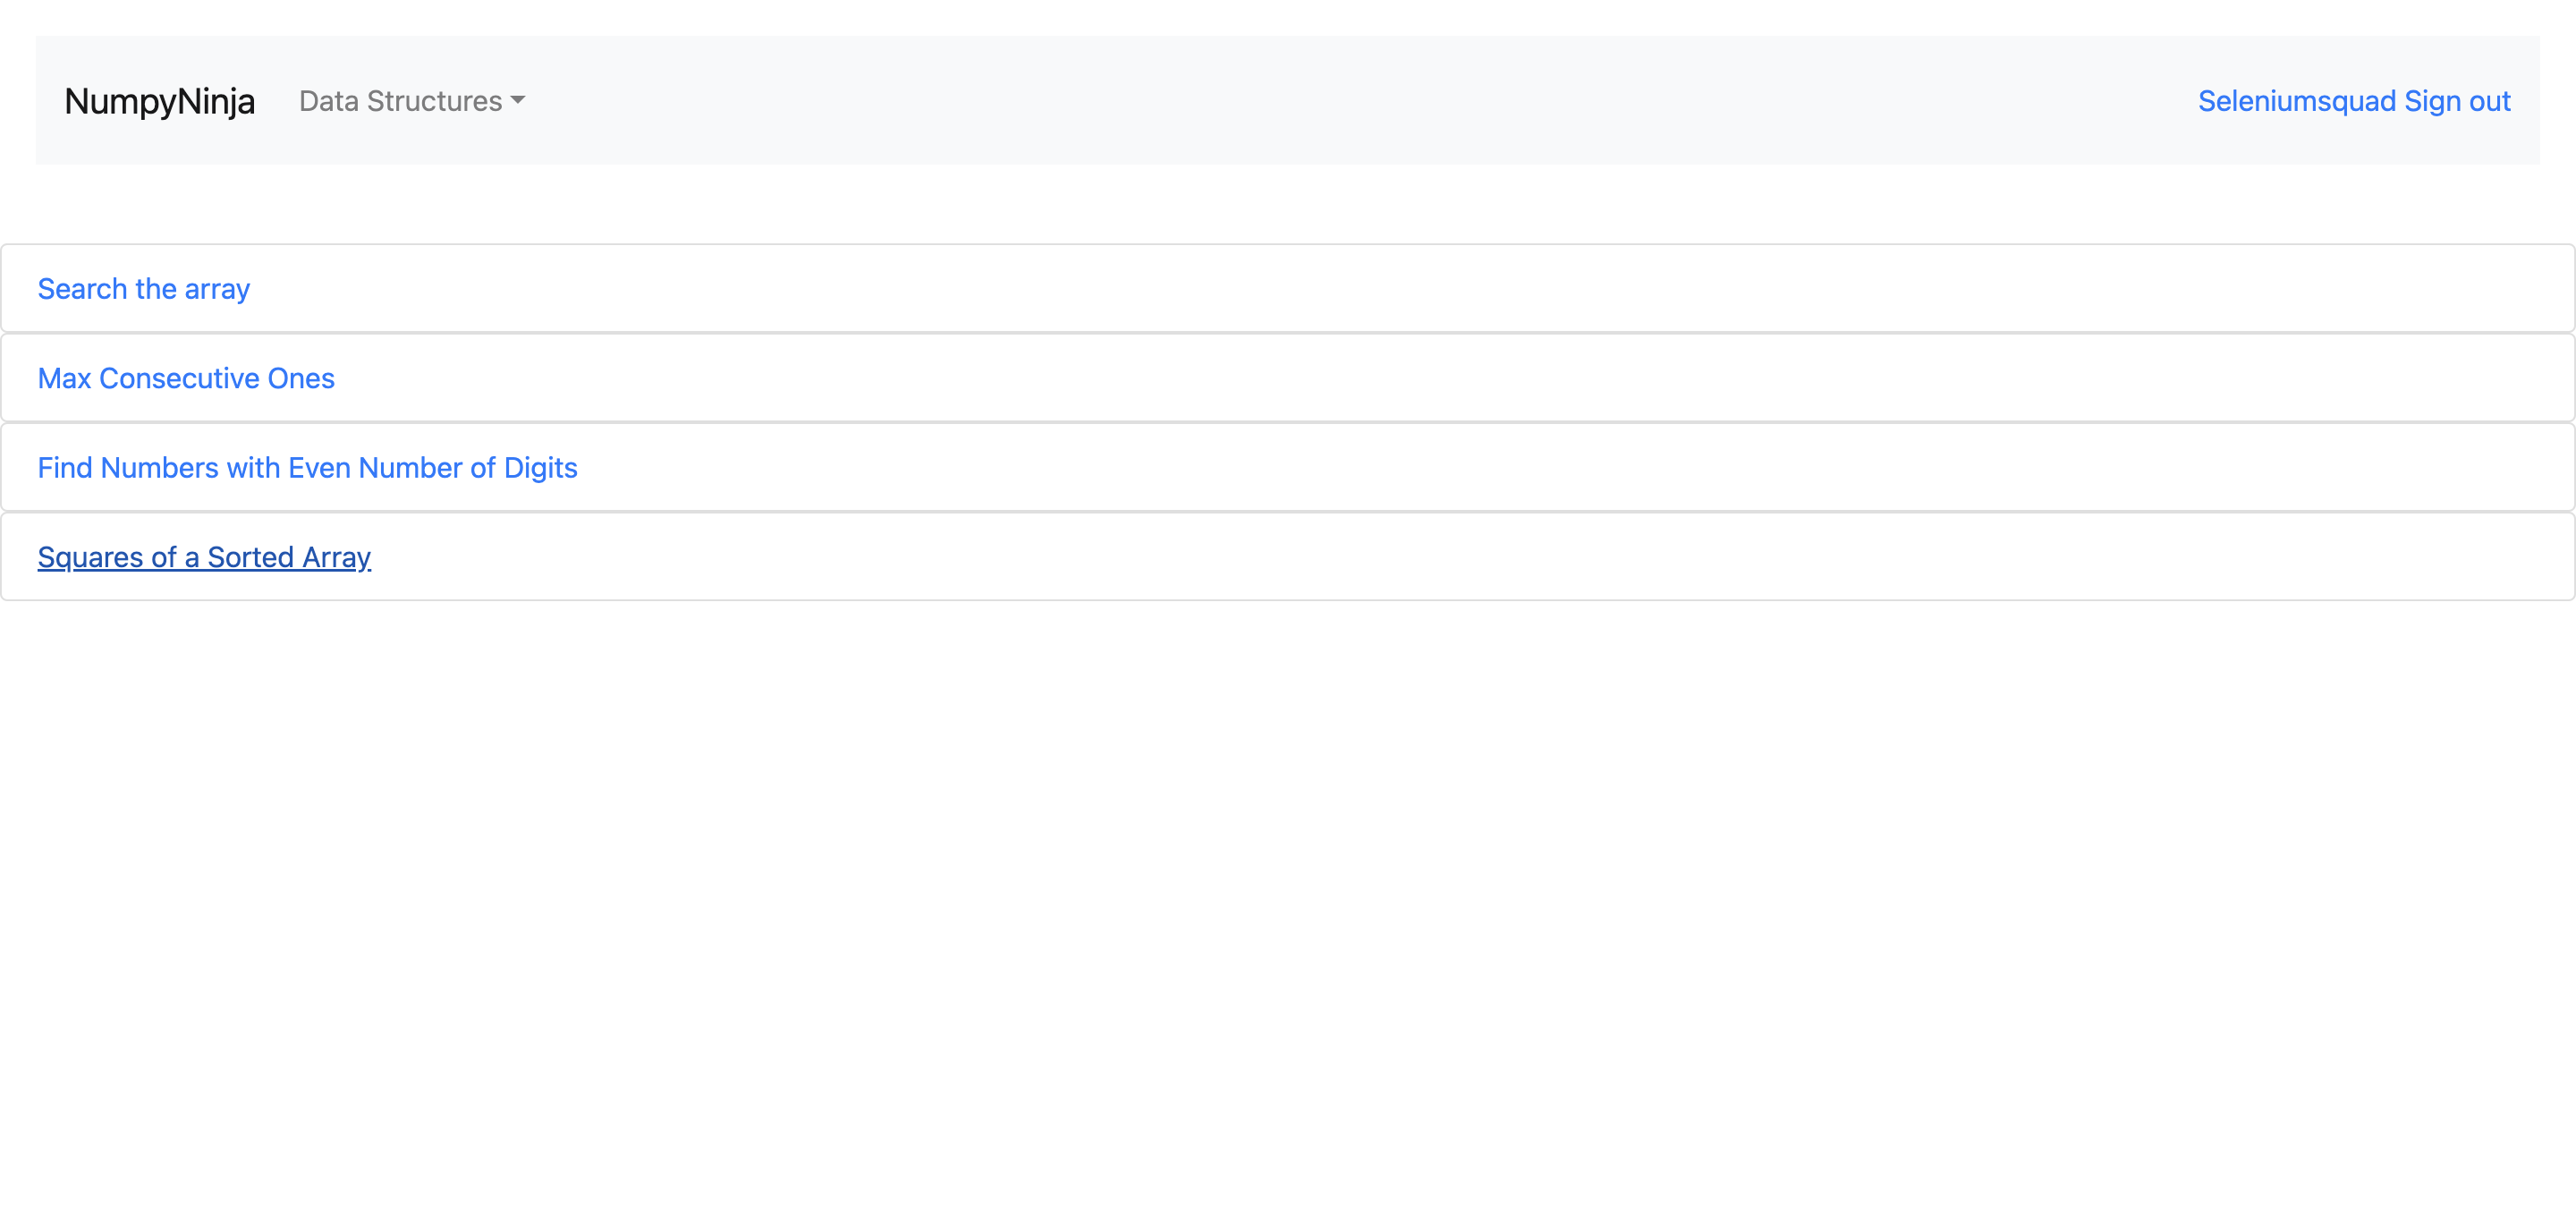 NumpyNinja Data Structures Seleniumsquad Sign out
Search the array
Max Consecutive Ones
Find Numbers with Even Number of Digits
Squares of a Sorted Array